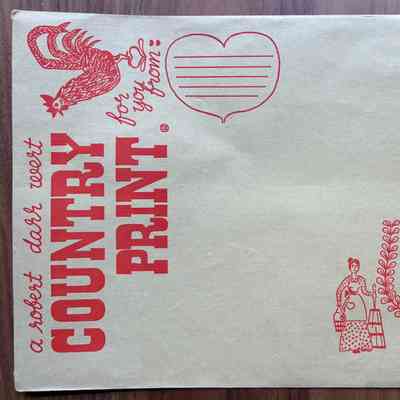 a robert darr wert
COUNTRY
PRINT®
for
you
from: